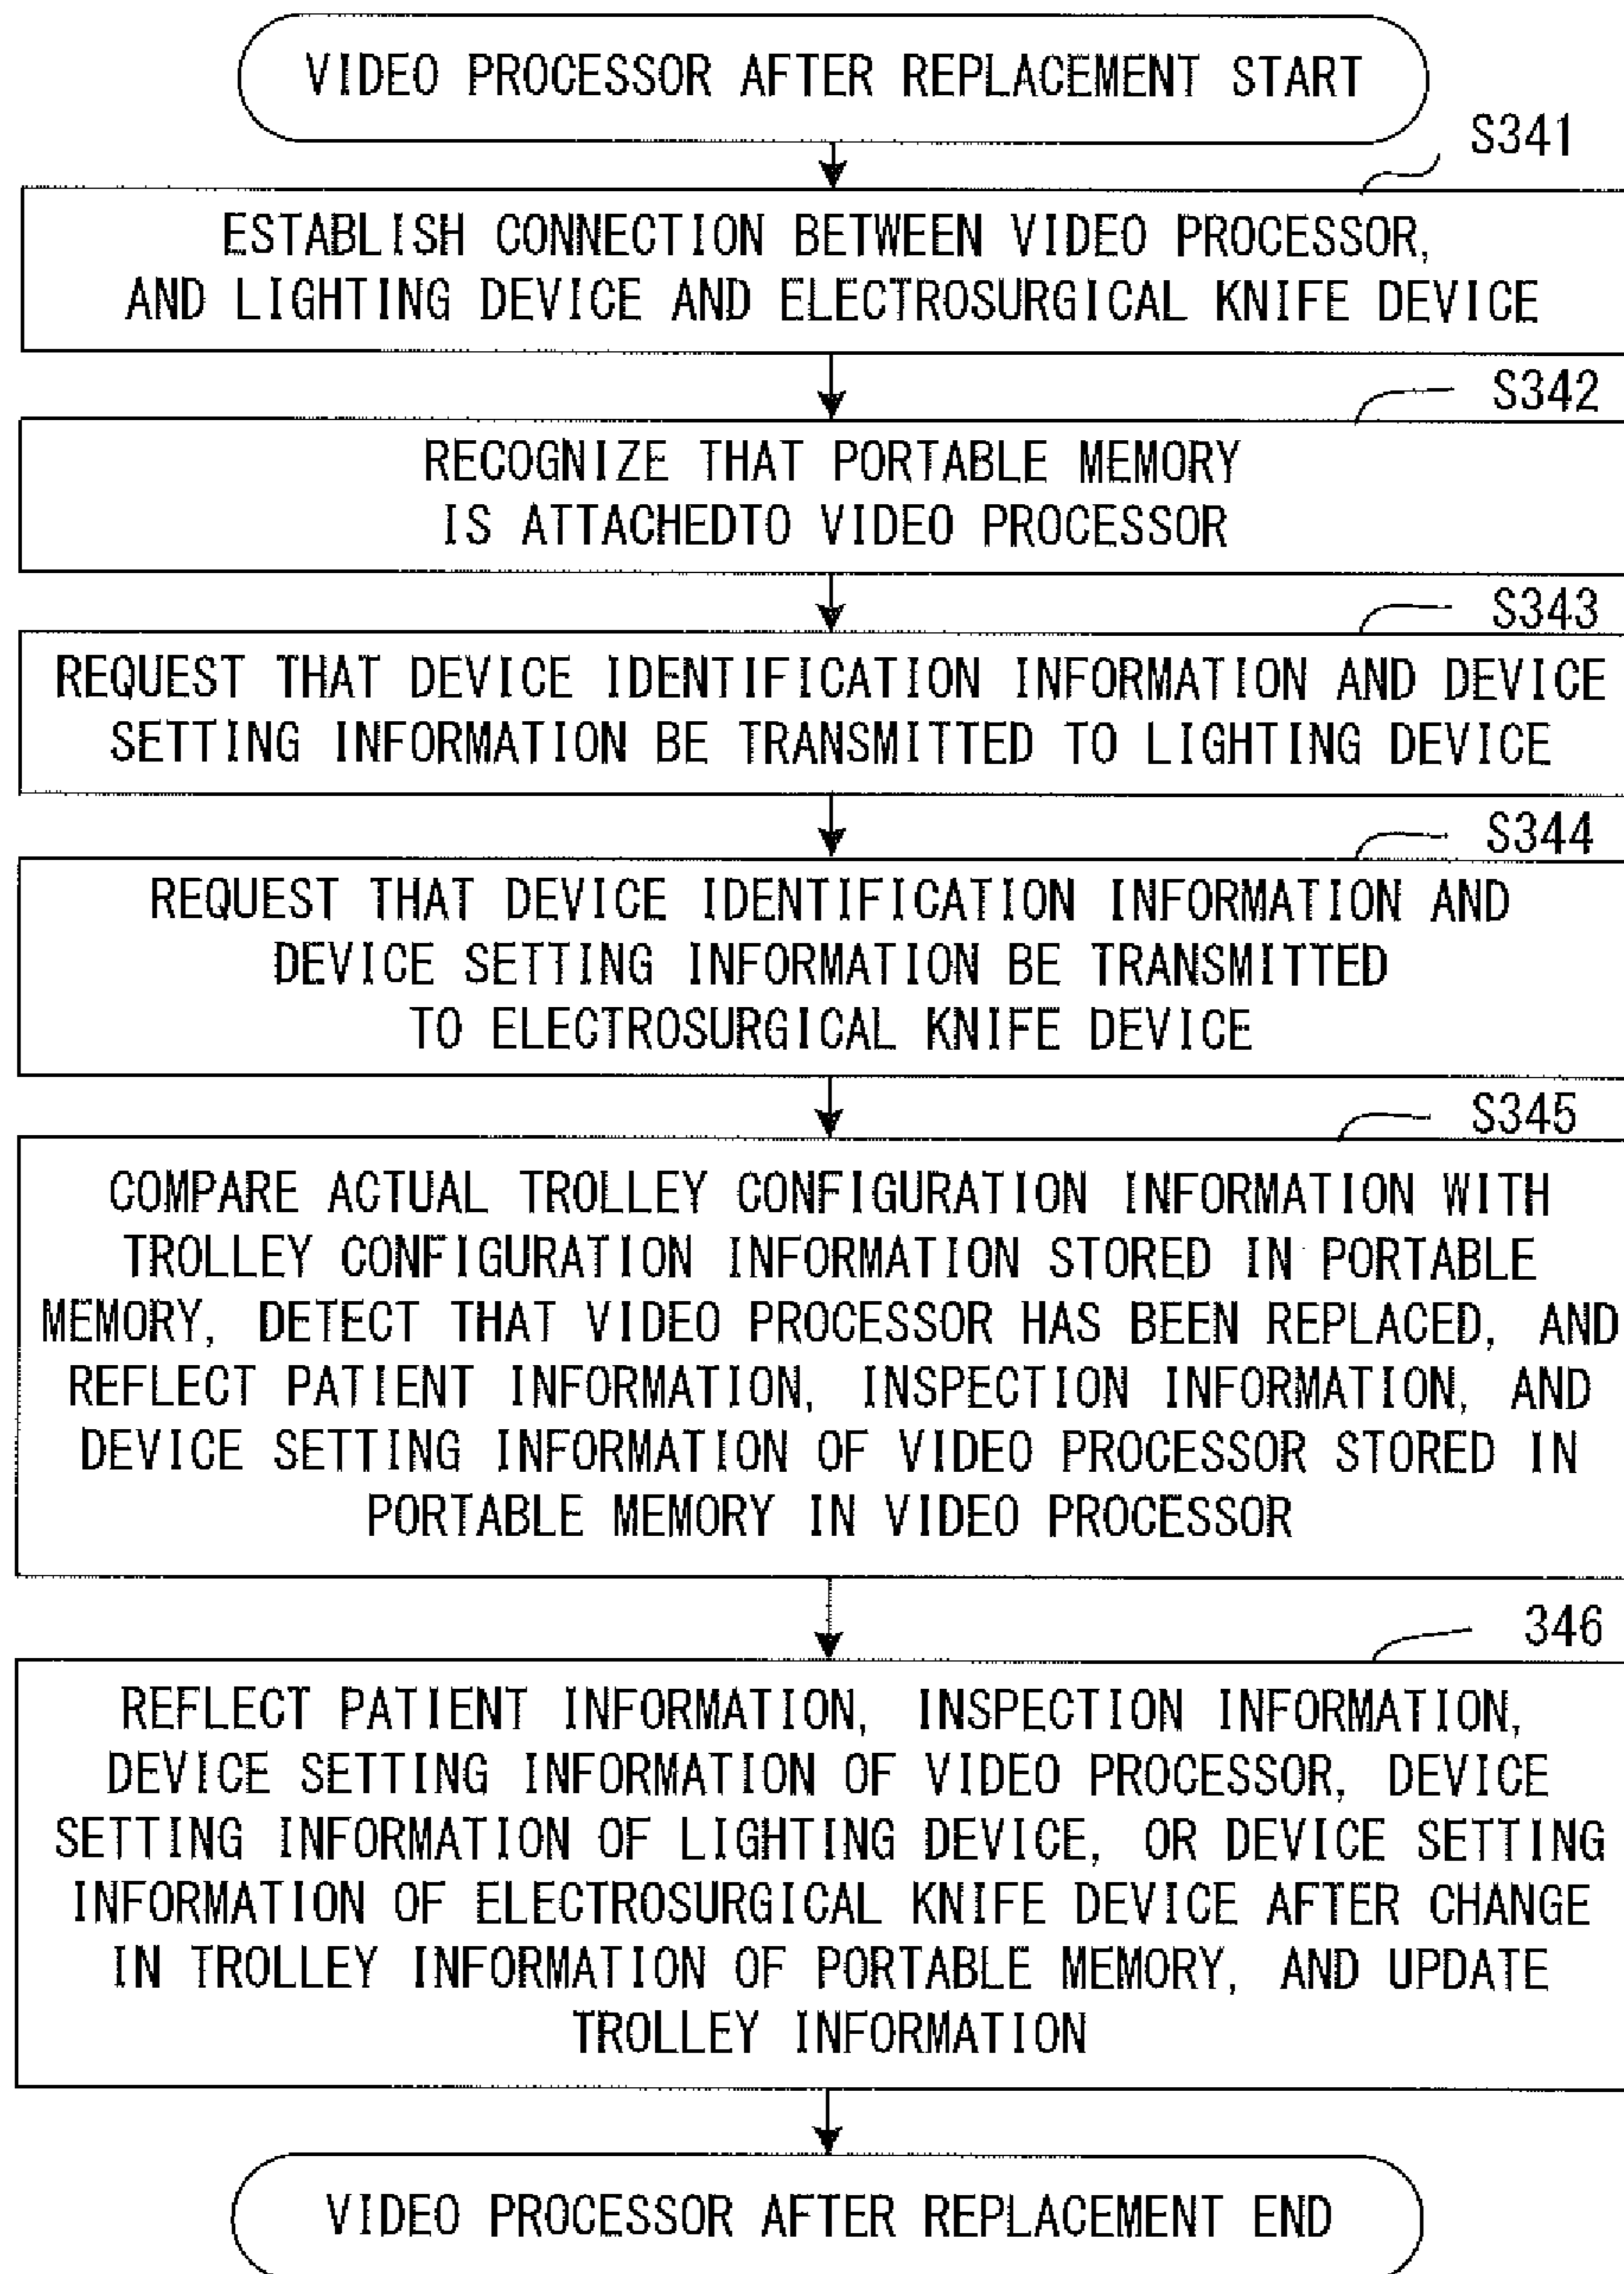 VIDEO PROCESSOR AFTER REPLACEMENT START
S341
ESTABLISH CONNECTION BETWEEN VIDEO PROCESSOR,
AND LIGHTING DEVICE AND ELECTROSURGICAL KNIFE DEVICE
S342
RECOGNIZE THAT PORTABLE MEMORY
IS ATTACHEDTO VIDEO PROCESSOR
S343
REQUEST THAT DEVICE IDENTIFICATION INFORMATION AND DEVICE
SETTING INFORMATION BE TRANSMITTED TO LIGHTING DEVICE
S344
REQUEST THAT DEVICE IDENTIFICATION INFORMATION AND
DEVICE SETTING INFORMATION BE TRANSMITTED
TO ELECTROSURGICAL KNIFE DEVICE
S345
COMPARE ACTUAL TROLLEY CONFIGURATION INFORMATION WITH
TROLLEY CONFIGURATION INFORMATION STORED IN PORTABLE
MEMORY, DETECT THAT VIDEO PROCESSOR HAS BEEN REPLACED, AND
REFLECT PATIENT INFORMATION, INSPECTION INFORMATION, AND
DEVICE SETTING INFORMATION OF VIDEO PROCESSOR STORED IN
PORTABLE MEMORY IN VIDEO PROCESSOR
346
REFLECT PATIENT INFORMATION, INSPECTION INFORMATION,
DEVICE SETTING INFORMATION OF VIDEO PROCESSOR, DEVICE
SETTING INFORMATION OF LIGHTING DEVICE, OR DEVICE SETTING
INFORMATION OF ELECTROSURGICAL KNIFE DEVICE AFTER CHANGE
IN TROLLEY INFORMATION OF PORTABLE MEMORY, AND UPDATE
TROLLEY INFORMATION
VIDEO PROCESSOR AFTER REPLACEMENT END